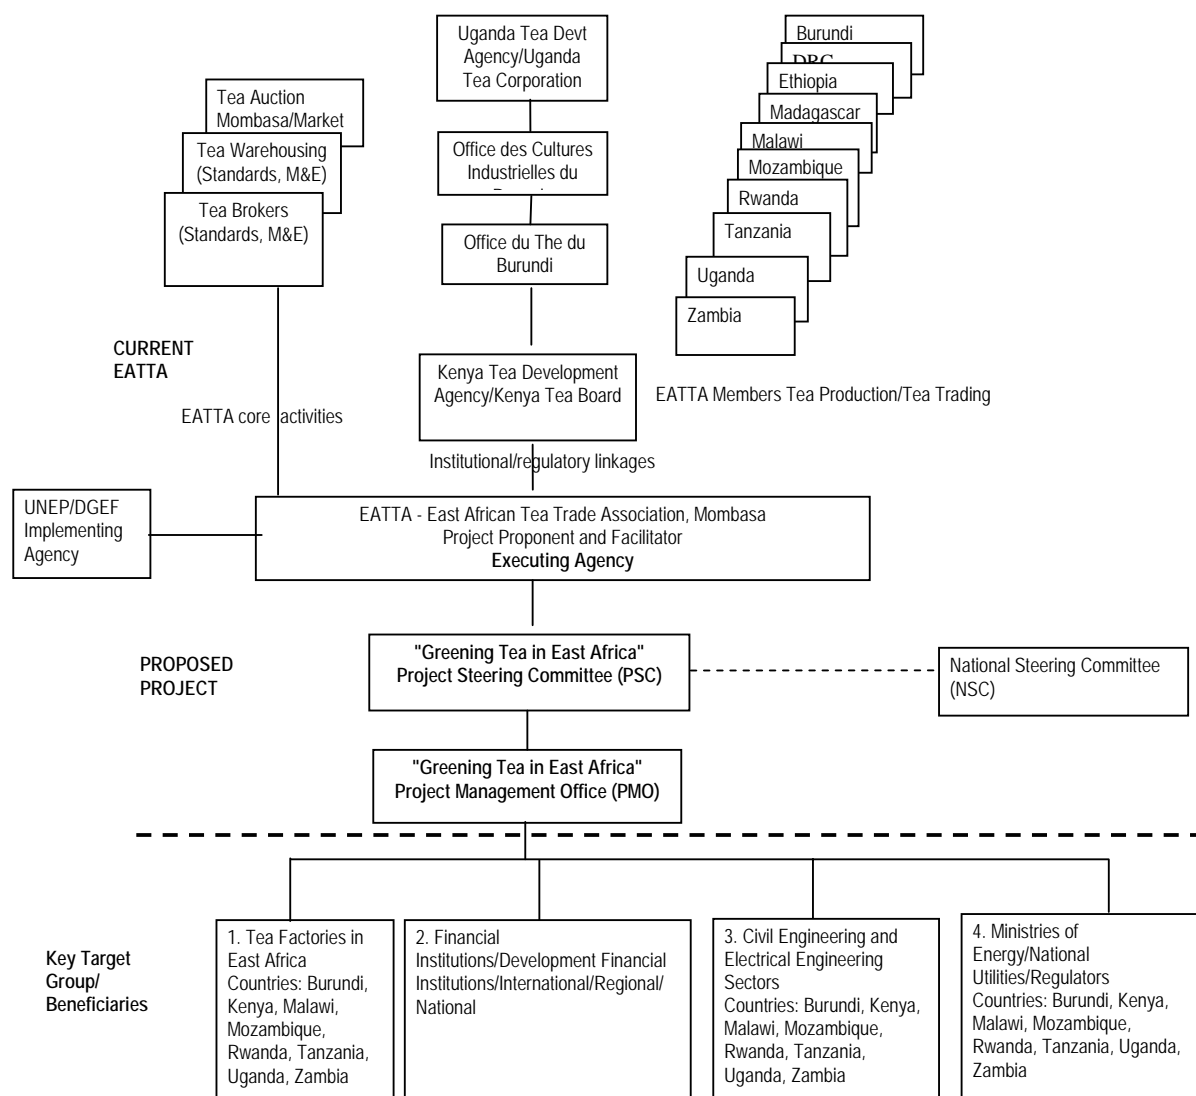 Uganda Tea Devt
Agency/Uganda
Tea Corporation
Burundi
DRC
Ethiopia
Madagascar
Malawi
Mozambique
Rwanda
Tanzania
Uganda
Zambia
Tea Auction
Mombasa/Market
Tea Warehousing
(Standards, M&E)
Tea Brokers
(Standards, M&E)
Office des Cultures
Industrielles du
Office du The du
Burundi
CURRENT
EATTA
Kenya Tea Development
Agency/Kenya Tea Board
EATTA Members Tea Production/Tea Trading
EATTA core activities
Institutional/regulatory linkages
UNEP/DGEF
Implementing
Agency
EATTA - East African Tea Trade Association, Mombasa
Project Proponent and Facilitator
Executing Agency
PROPOSED
PROJECT
"Greening Tea in East Africa"
Project Steering Committee (PSC)
National Steering Committee
(NSC)
"Greening Tea in East Africa"
Project Management Office (PMO)
Key Target
Group/
Beneficiaries
1. Tea Factories in
East Africa
Countries: Burundi,
Kenya, Malawi,
Mozambique,
Rwanda, Tanzania,
Uganda, Zambia
2. Financial
Institutions/Development Financial
Institutions/International/Regional/
National
3. Civil Engineering and
Electrical Engineering
Sectors
Countries: Burundi, Kenya,
Malawi, Mozambique,
Rwanda, Tanzania,
Uganda, Zambia
4. Ministries of
Energy/National
Utilities/Regulators
Countries: Burundi, Kenya,
Malawi, Mozambique,
Rwanda, Tanzania, Uganda,
Zambia